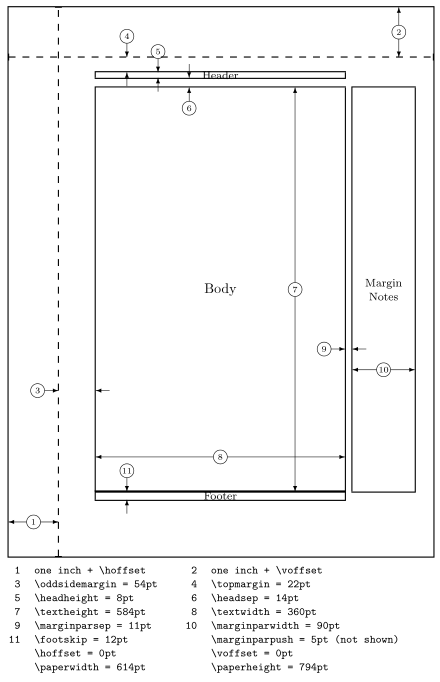 2
4
5
Header
6
7
Body
Margin
Notes
9
10
3
8
11
Footer
1
1 one inch + \hoffset 2 one inch + \voffset
3 \oddsidemargin = 54pt 4 \topmargin = 22pt
5 \headheight = 8pt 6 \headsep = 14pt
7 \textheight = 584pt 8 \textwidth = 360pt
9 \marginparsep = 11pt 10 \marginparwidth = 90pt
11 \footskip = 12pt \marginparpush = 5pt (not shown)
\hoffset = 0pt \voffset = 0pt
\paperwidth = 614pt \paperheight = 794pt